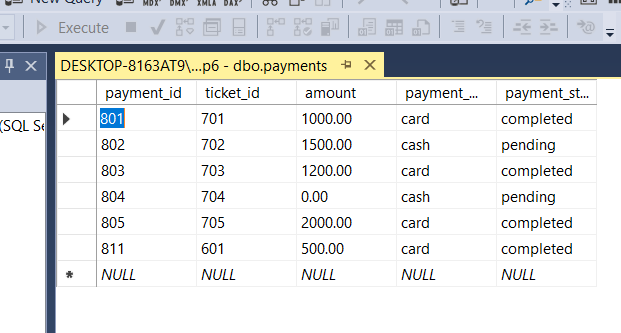 New Query MDX DMX XMLA DAX
Execute
DESKTOP-8163AT9\...p6 - dbo.payments
(SQL Se
payment_id ticket_id amount payment_... payment_st...
801 701 1000.00 card completed
802 702 1500.00 cash pending
803 703 1200.00 card completed
804 704 0.00 cash pending
805 705 2000.00 card completed
811 601 500.00 card completed
* NULL NULL NULL NULL NULL